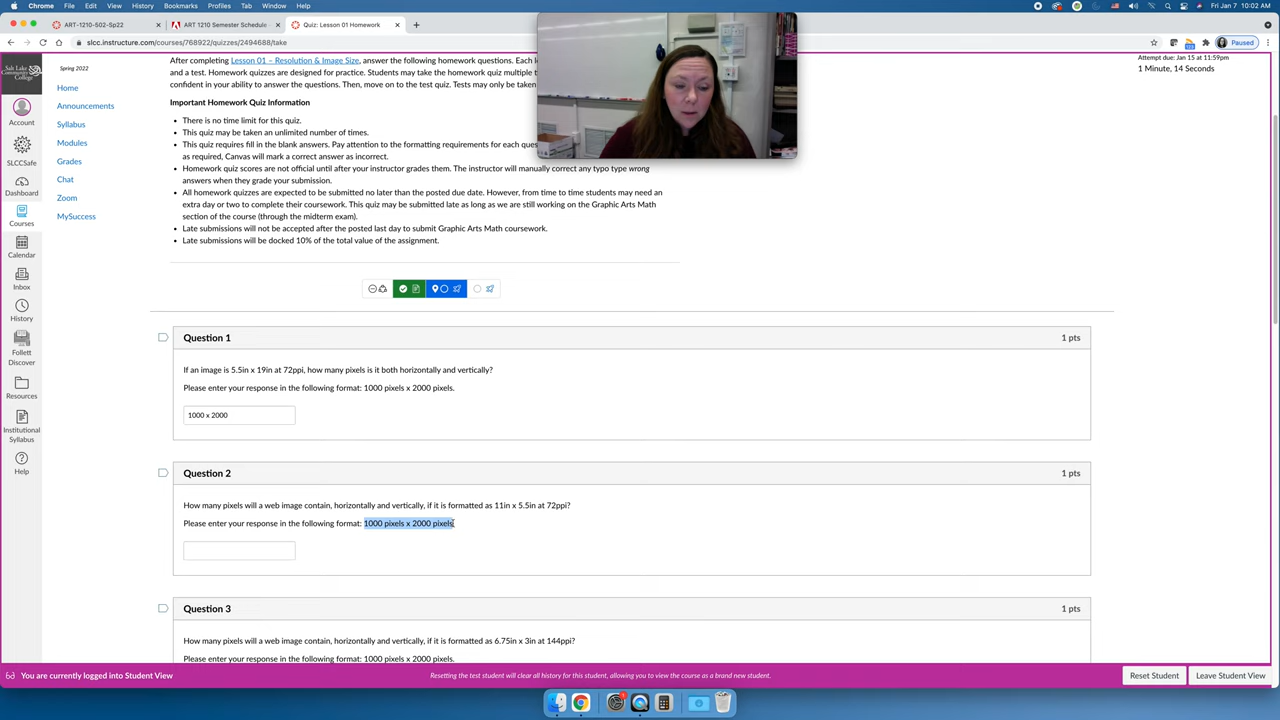 Chrome File Edit View History Bookmarks Profiles Tab Window Help
Fri Jan 7 10:02 AM
ART-1210-502-Sp22
ART 1210 Semester Schedule
Quiz: Lesson 01 Homework
slcc.instructure.com/courses/768922/quizzes/2494688/take
Paused
Salt Lake
Community
College
Account
SLCCSafe
Dashboard
Courses
Calendar
Inbox
History
Follett
Discover
Resources
Institutional
Syllabus
Help
Spring 2022
Home
Announcements
Syllabus
Modules
Grades
Chat
Zoom
MySuccess
After completing Lesson 01 – Resolution & Image Size, answer the following homework questions. Each
and a test. Homework quizzes are designed for practice. Students may take the homework quiz multiple
confident in your ability to answer the questions. Then, move on to the test quiz. Tests may only be taken
Important Homework Quiz Information
• There is no time limit for this quiz.
• This quiz may be taken an unlimited number of times.
• This quiz requires fill in the blank answers. Pay attention to the formatting requirements for each
as required, Canvas will mark a correct answer as incorrect.
• Homework quiz scores are not official until after your instructor grades them. The instructor will manually correct any typo type wrong
answers when they grade your submission.
• All homework quizzes are expected to be submitted no later than the posted due date. However, from time to time students may need an
extra day or two to complete their coursework. This quiz may be submitted late as long as we are still working on the Graphic Arts Math
section of the course (through the midterm exam).
• Late submissions will not be accepted after the posted last day to submit Graphic Arts Math coursework.
• Late submissions will be docked 10% of the total value of the assignment.
Attempt due: Jan 15 at 11:59pm
1 Minute, 14 Seconds
Question 1
1 pts
If an image is 5.5in x 19in at 72ppi, how many pixels is it both horizontally and vertically?
Please enter your response in the following format: 1000 pixels x 2000 pixels.
1000 x 2000
Question 2
1 pts
How many pixels will a web image contain, horizontally and vertically, if it is formatted as 11in x 5.5in at 72ppi?
Please enter your response in the following format: 1000 pixels x 2000 pixels.
Question 3
1 pts
How many pixels will a web image contain, horizontally and vertically, if it is formatted as 6.75in x 3in at 144ppi?
Please enter your response in the following format: 1000 pixels x 2000 pixels.
You are currently logged into Student View
Resetting the test student will clear all history for this student, allowing you to view the course as a brand new student.
Reset Student
Leave Student View